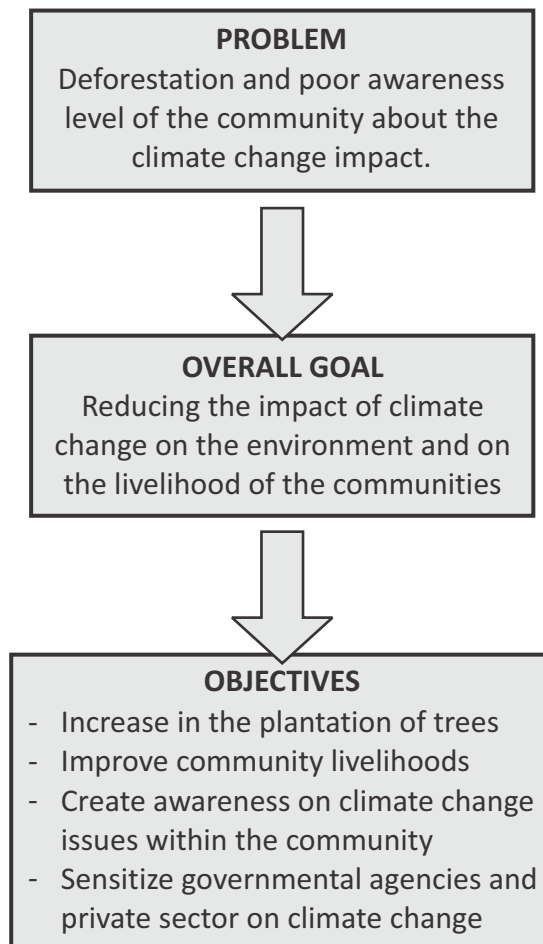 PROBLEM
Deforestation and poor awareness
level of the community about the
climate change impact.
OVERALL GOAL
Reducing the impact of climate
change on the environment and on
the livelihood of the communities
OBJECTIVES
- Increase in the plantation of trees
- Improve community livelihoods
- Create awareness on climate change
issues within the community
- Sensitize governmental agencies and
private sector on climate change